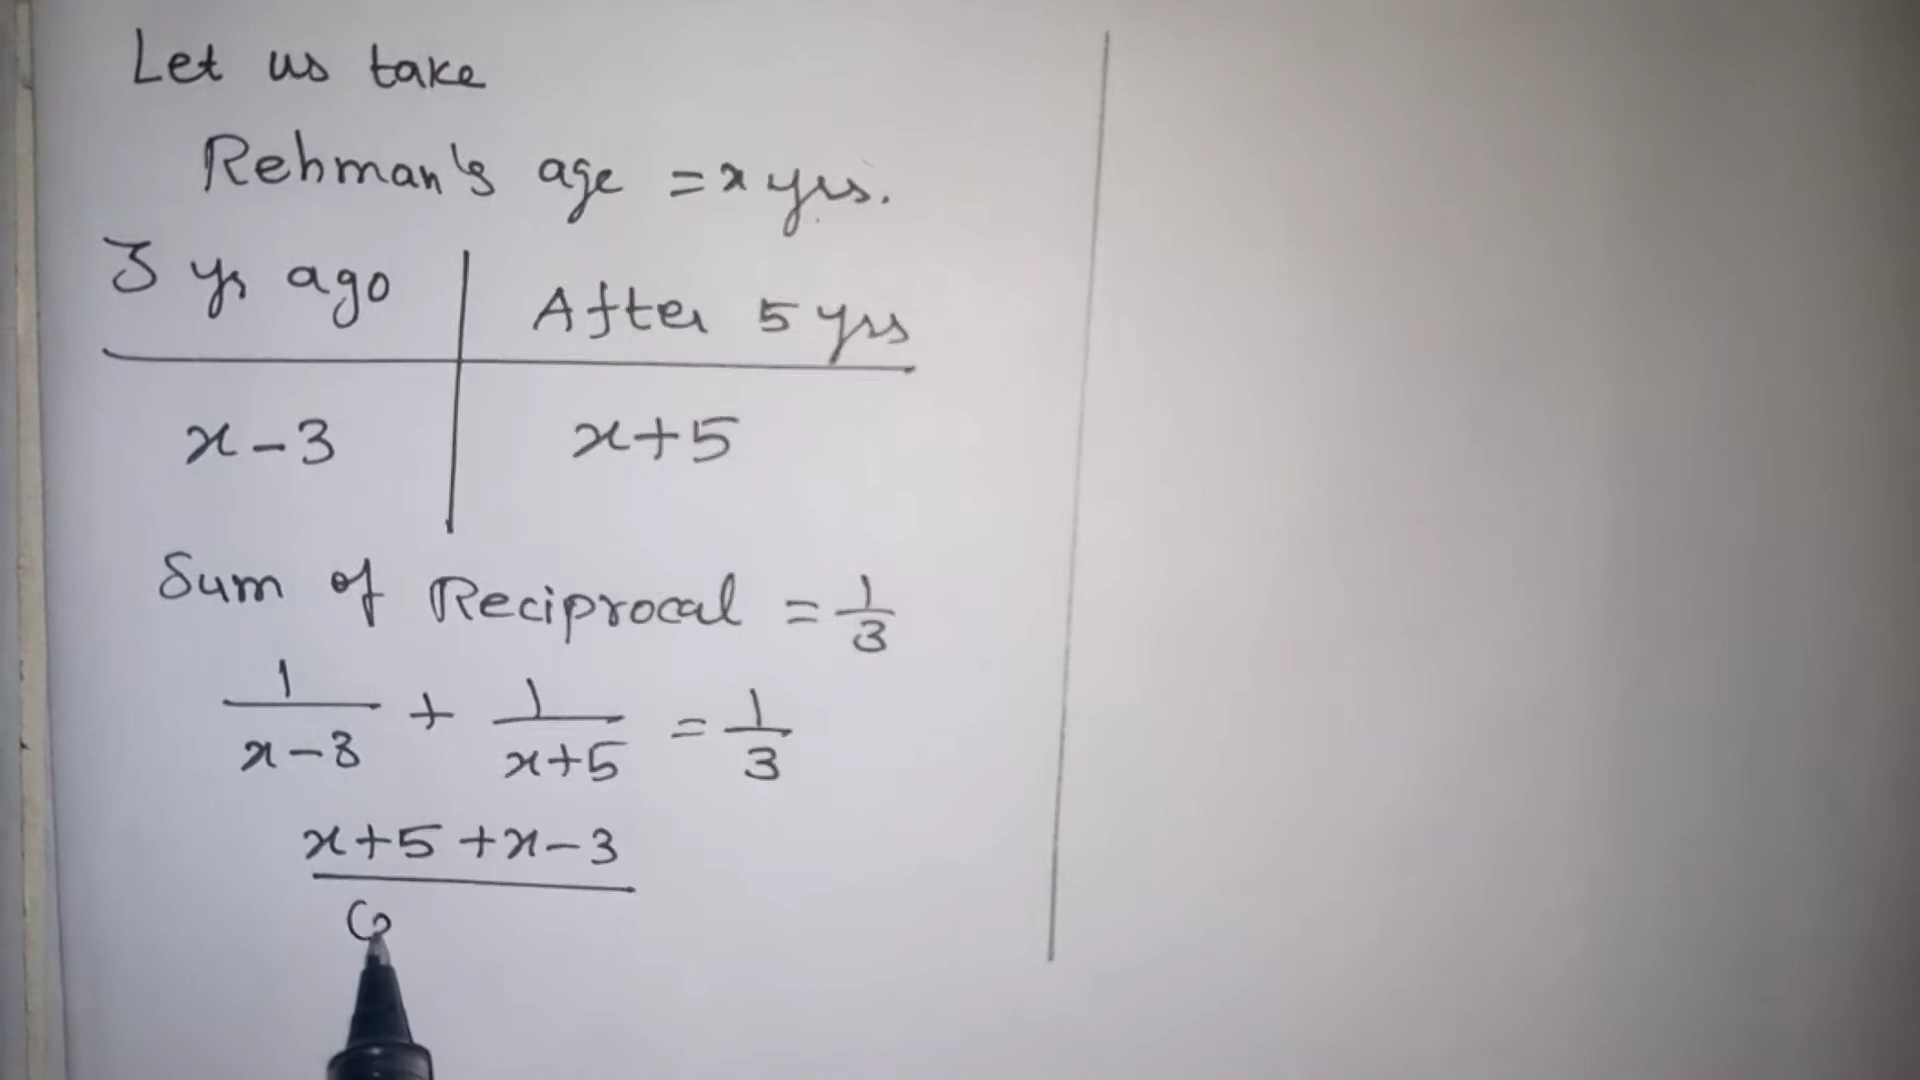 Let us take
Rehman's age = x yrs.
3 yr ago | After 5 yrs
x-3 | x+5
Sum of Reciprocal = 1/3
1/(x-3) + 1/(x+5) = 1/3
x+5+x-3
(